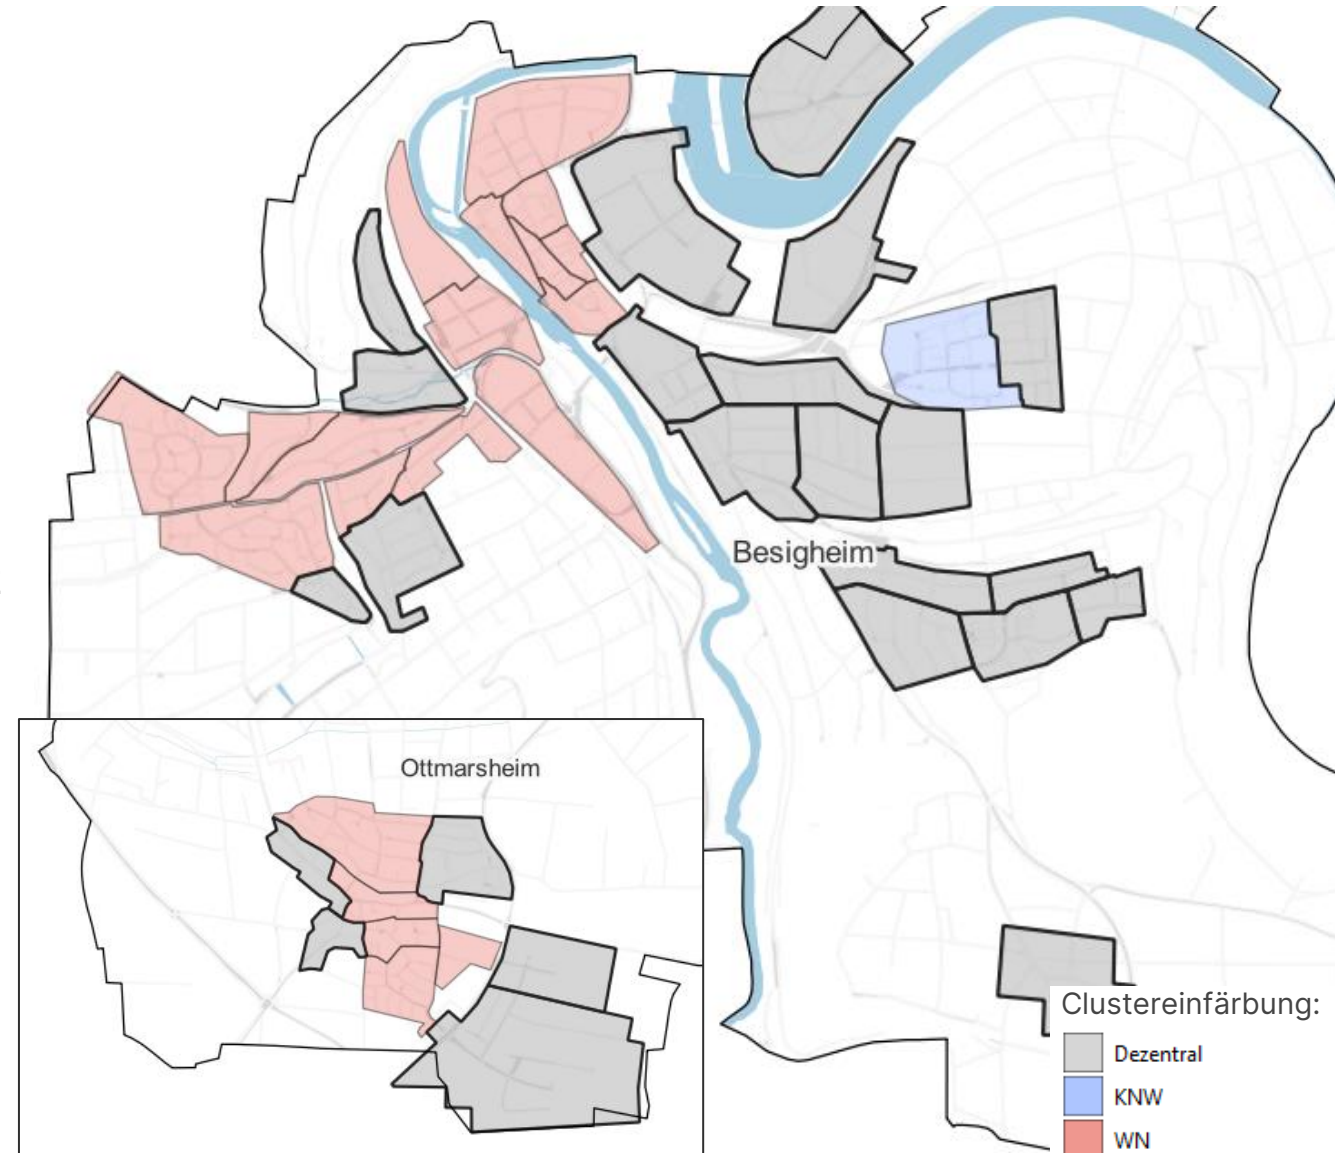 Besigheim
Ottmarsheim
Clustereinfärbung:
Dezentral
KNW
WN